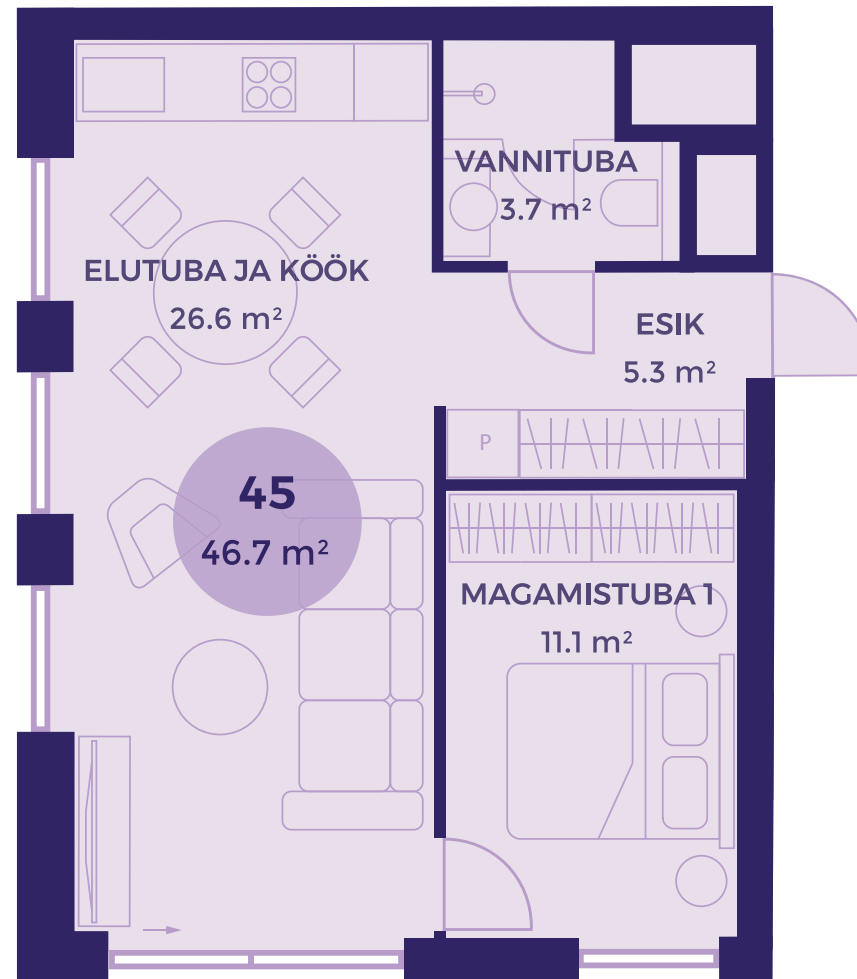 VANNITUBA
3.7 m²
ELUTUBA JA KÖÖK
26.6 m²
ESIK
5.3 m²
P
45
46.7 m²
MAGAMISTUBA 1
11.1 m²